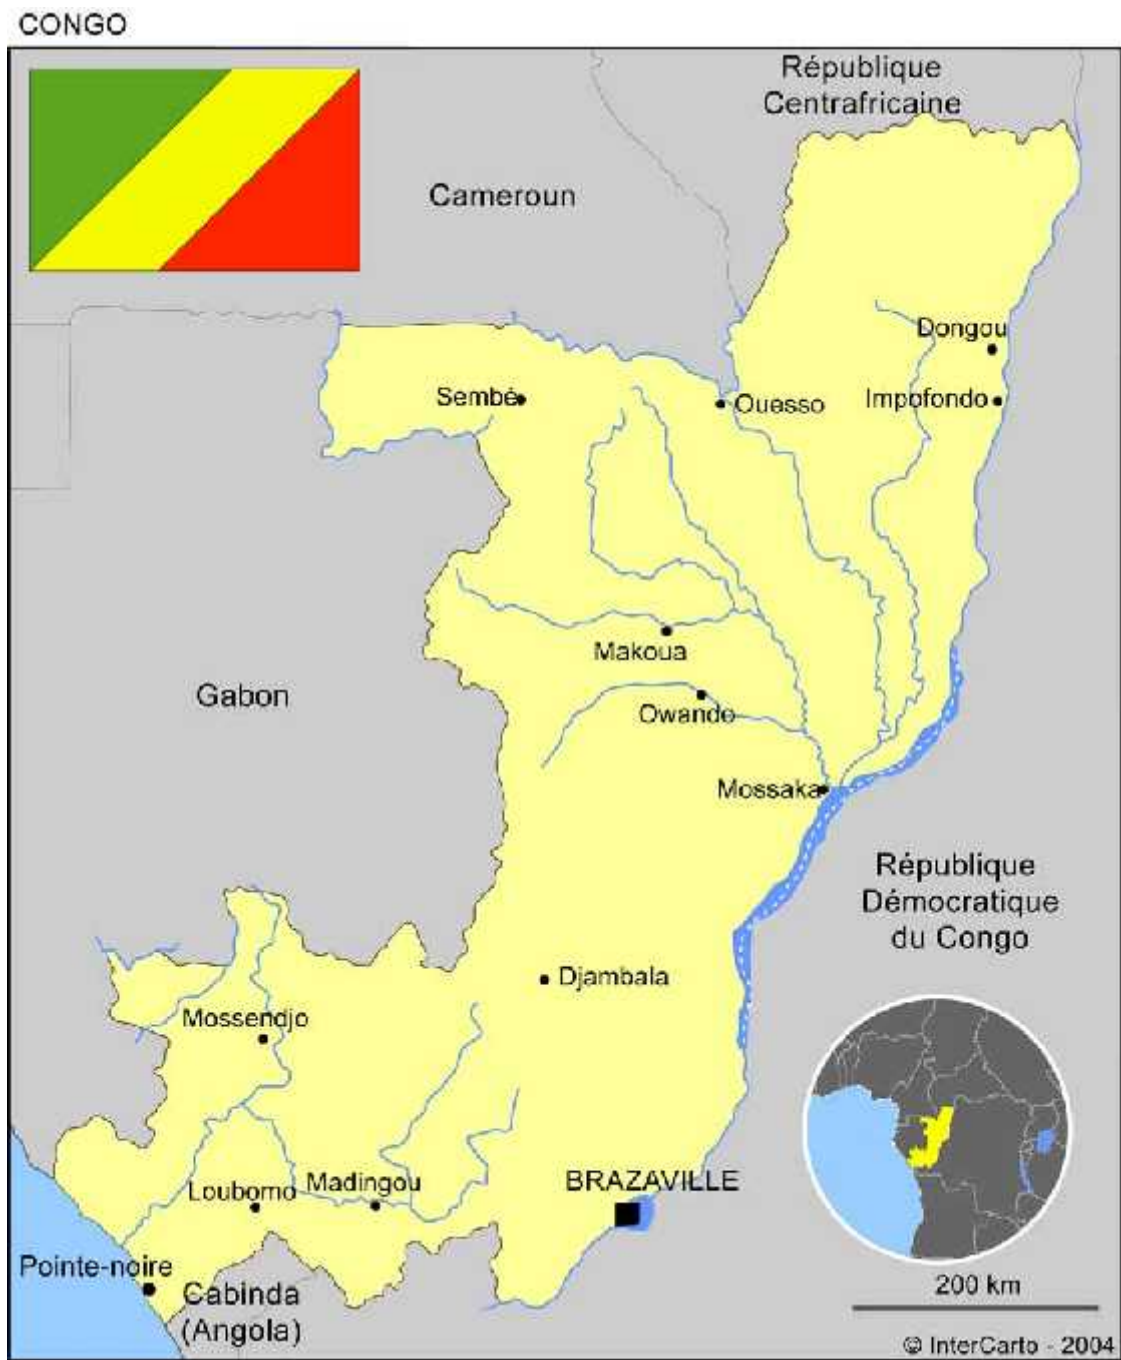 CONGO
République
Centrafricaine
Cameroun
Dongou
Sembé
Ouesso
Impofondo
Makoua
Gabon
Owando
Mossaka
République
Démocratique
du Congo
Djambala
Mossendjo
Loubomo
Madingou
BRAZAVILLE
Pointe-noire
Cabinda
(Angola)
200 km
© InterCarto - 2004